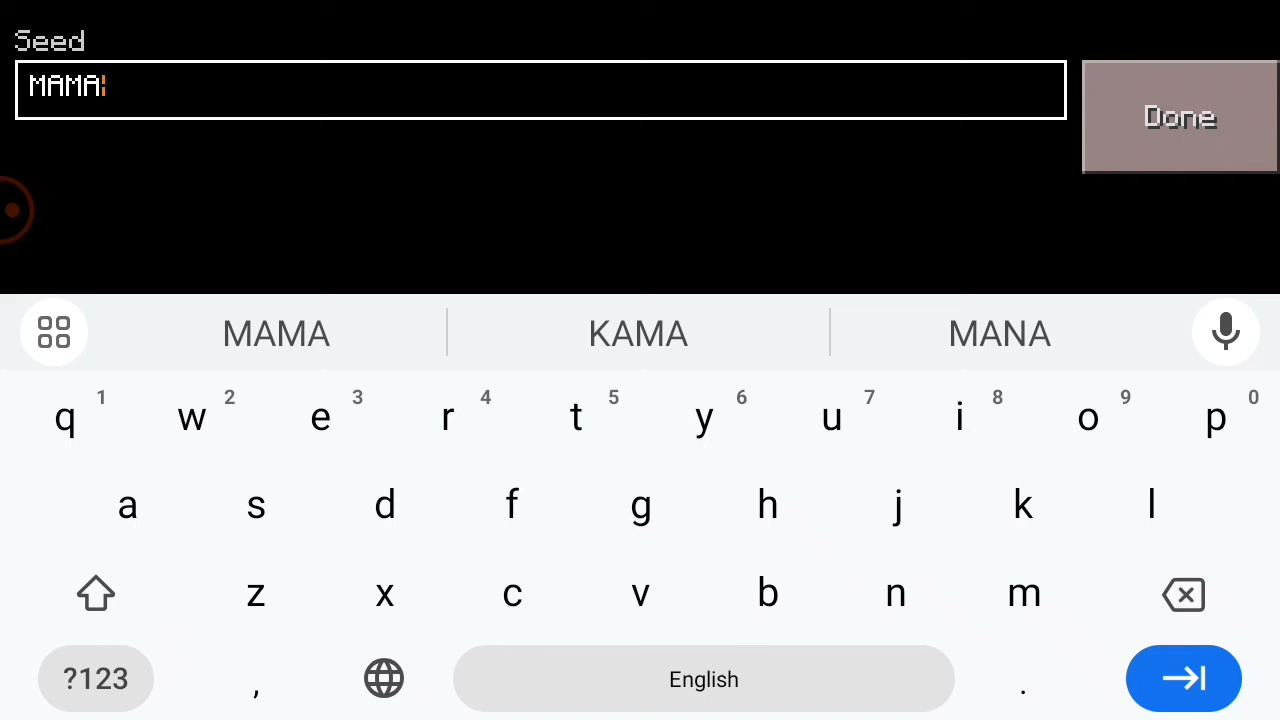 Seed
MAMA
Done
MAMA KAMA MANA
q 1 w 2 e 3 r 4 t 5 y 6 u 7 i 8 o 9 p 0
a s d f g h j k l
z x c v b n m
?123 , English .